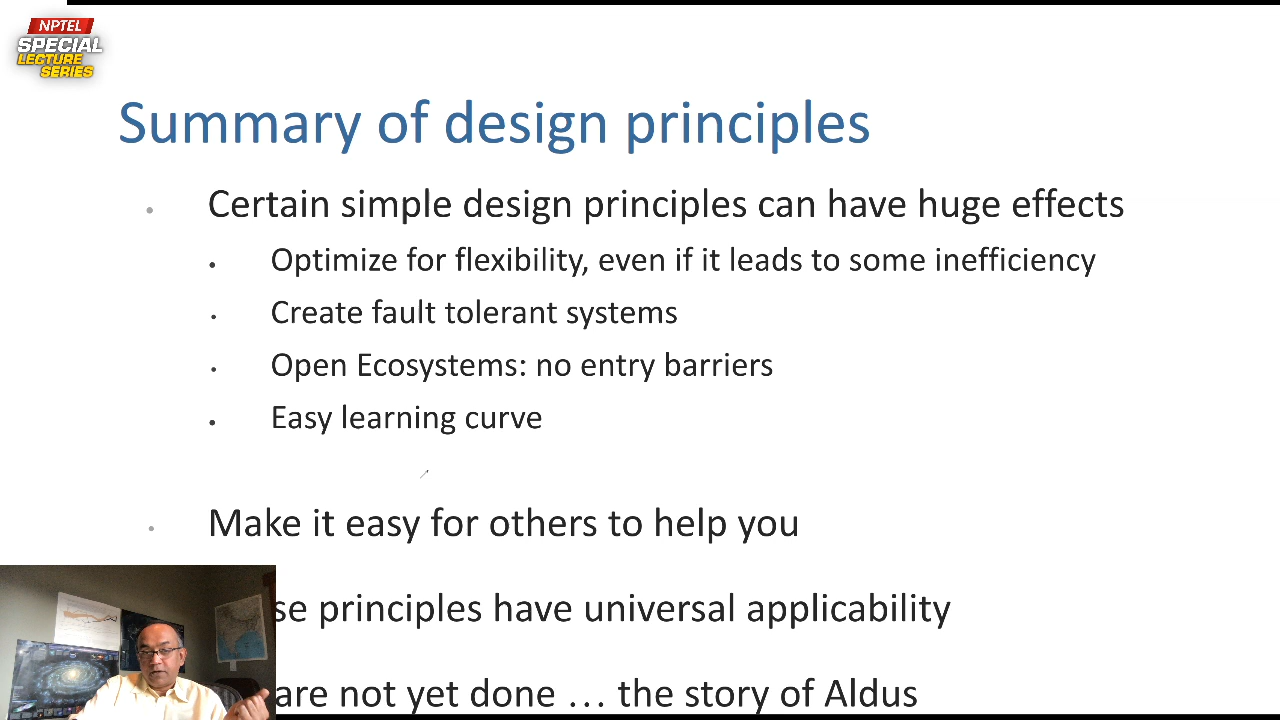 NPTEL
SPECIAL
LECTURE
SERIES
Summary of design principles
• Certain simple design principles can have huge effects
• Optimize for flexibility, even if it leads to some inefficiency
• Create fault tolerant systems
• Open Ecosystems: no entry barriers
• Easy learning curve
• Make it easy for others to help you
principles have universal applicability
are not yet done … the story of Aldus